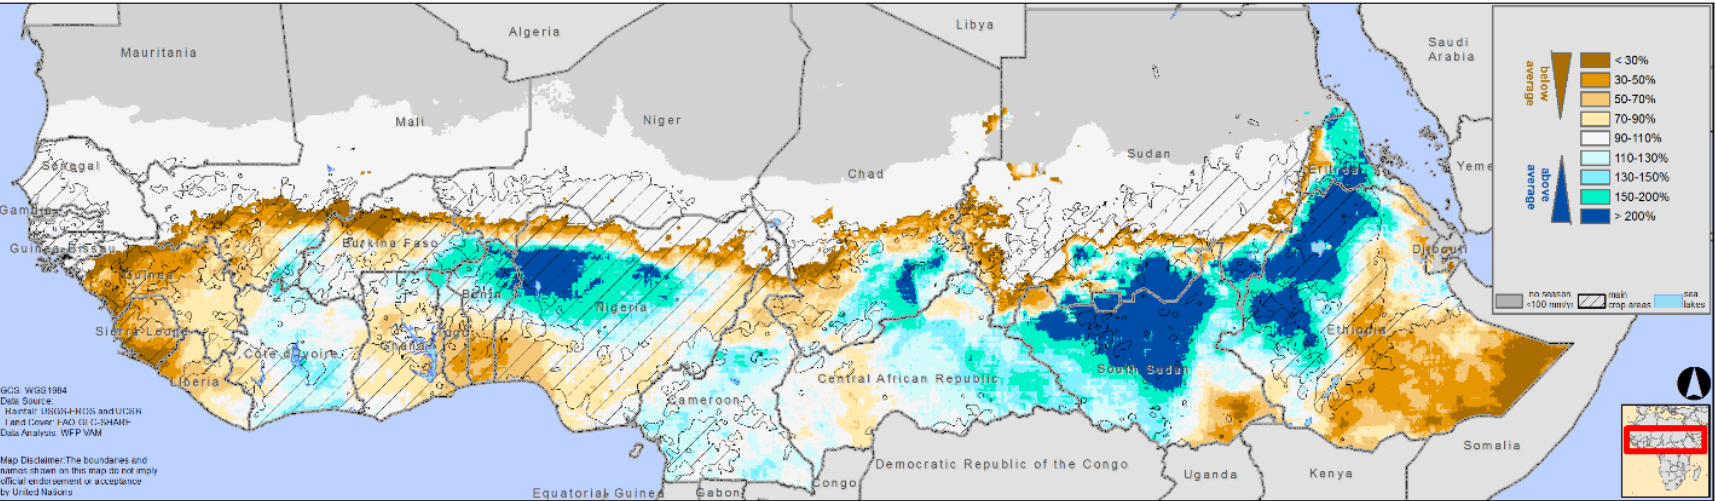 Algeria
Libya
Saudi
Arabia
Mauritania
Mali
Niger
Chad
Sudan
Eritrea
Yeme
Senegal
Gambia
Guinea-Bissau
Guinea
Burkina Faso
Benin
Nigeria
Djibouti
Sierra Leone
Liberia
Côte d'Ivoire
Ghana
Togo
Cameroon
Central African Republic
South Sudan
Ethiopia
Somalia
Democratic Republic of the Congo
Uganda
Kenya
Equatorial Guinea
Gabon
Congo
below
average
above
average
< 30%
30-50%
50-70%
70-90%
90-110%
110-130%
130-150%
150-200%
> 200%
no season
<100 mm/yr
main
crop areas
sea
lakes
GCS: WGS1984
Data Source:
Rainfall: USGS-EROS and UCSB
Land Cover: FAO GLC-SHARE
Data Analysis: WFP VAM
Map Disclaimer:The boundaries and
names shown on this map do not imply
official endorsement or acceptance
by United Nations